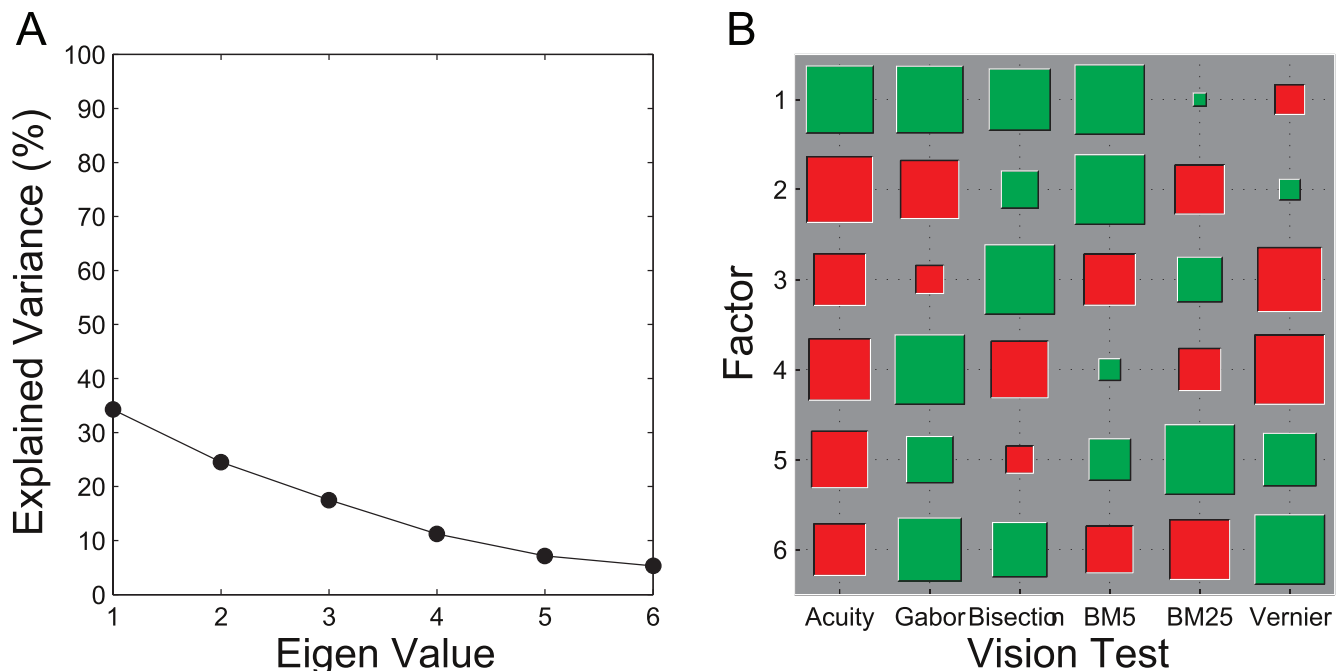 A
100
90
80
70
60
50
40
30
20
10
0
Explained Variance (%)
1 2 3 4 5 6
Eigen Value
B
1
2
3
4
5
6
Factor
Acuity Gabor Bisection BM5 BM25 Vernier
Vision Test